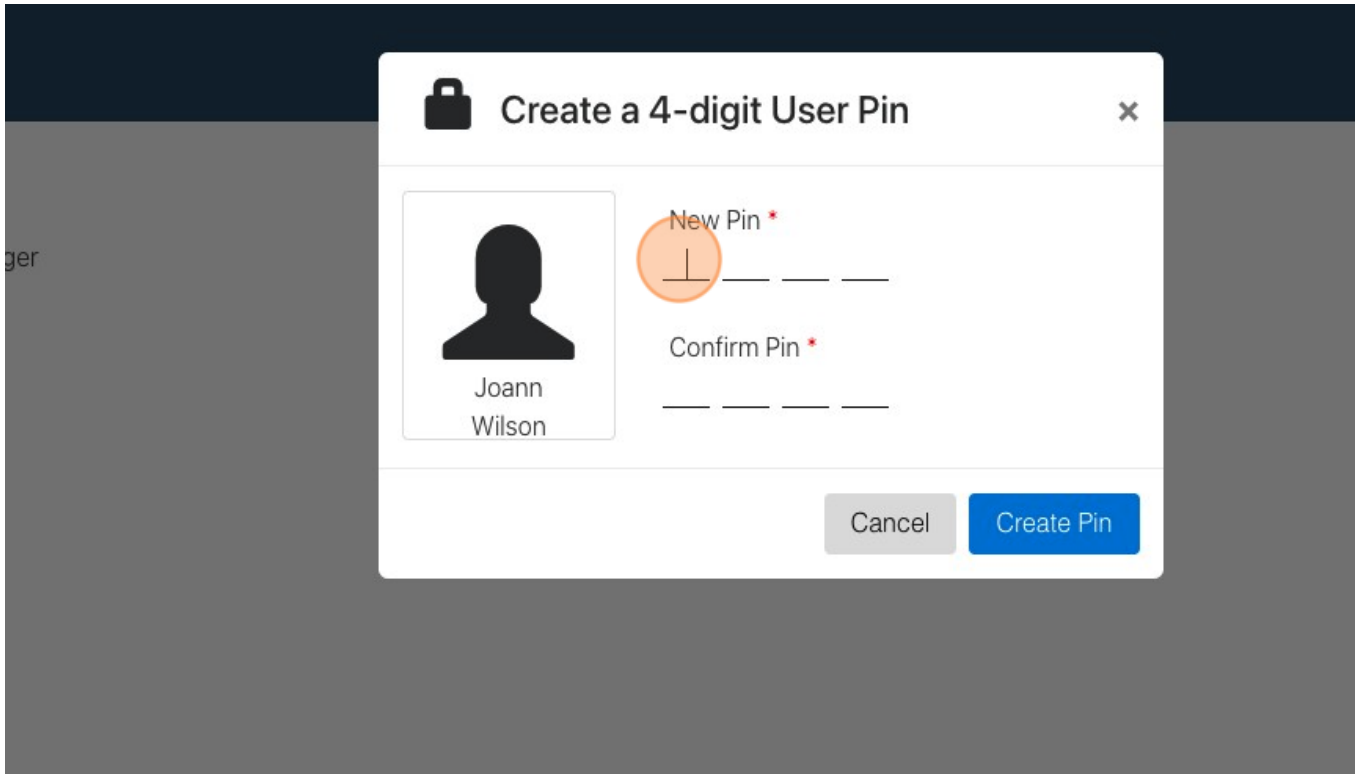 Create a 4-digit User Pin
×
ger
New Pin *
Confirm Pin *
Joann
Wilson
Cancel
Create Pin